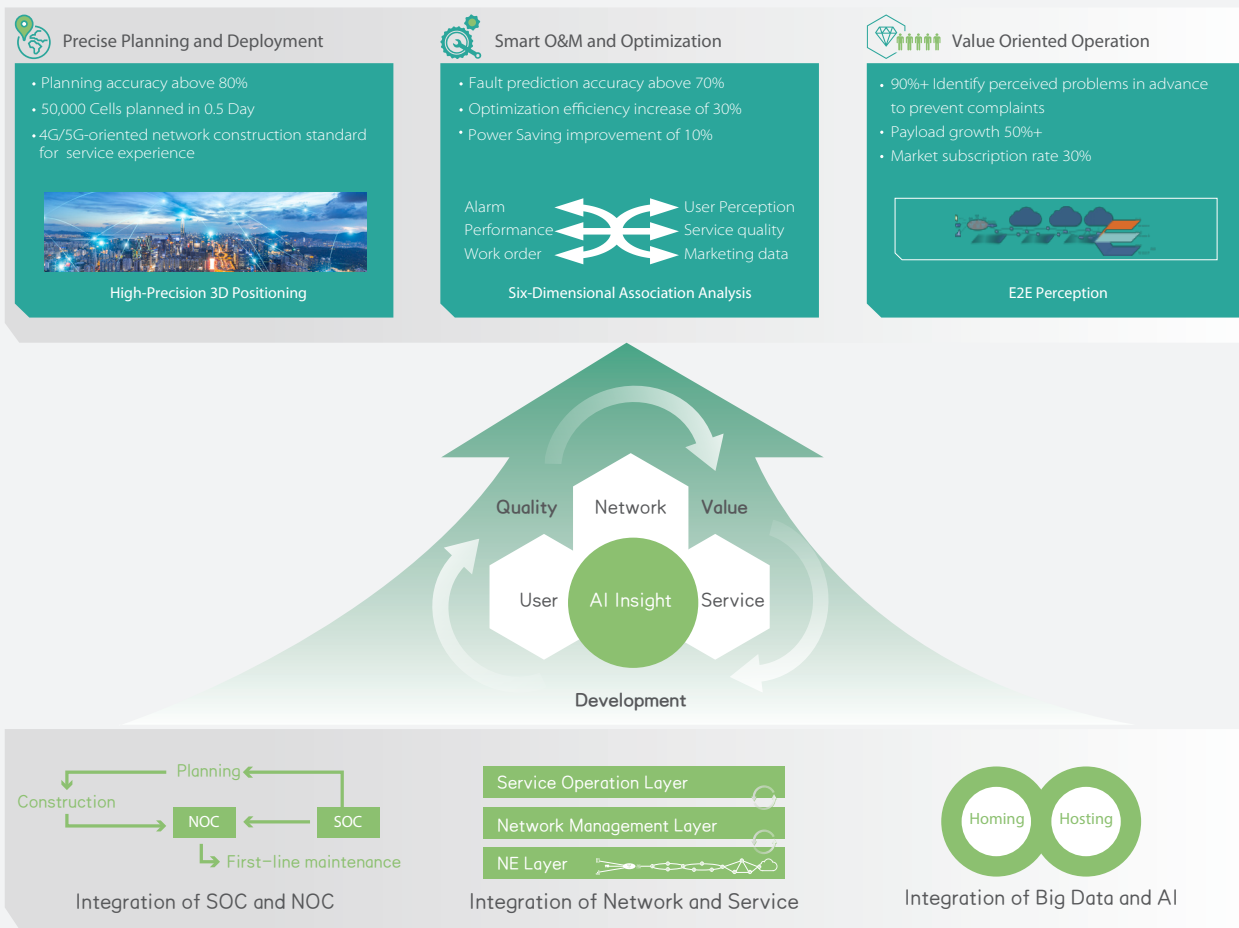 Precise Planning and Deployment
• Planning accuracy above 80%
• 50,000 Cells planned in 0.5 Day
• 4G/5G-oriented network construction standard
for service experience
High-Precision 3D Positioning
Smart O&M and Optimization
• Fault prediction accuracy above 70%
• Optimization efficiency increase of 30%
• Power Saving improvement of 10%
Alarm
Performance
Work order
User Perception
Service quality
Marketing data
Six-Dimensional Association Analysis
Value Oriented Operation
• 90%+ Identify perceived problems in advance
to prevent complaints
• Payload growth 50%+
• Market subscription rate 30%
E2E Perception
Quality
Network
Value
User
AI Insight
Service
Development
Planning
Construction
NOC
SOC
First-line maintenance
Integration of SOC and NOC
Service Operation Layer
Network Management Layer
NE Layer
Integration of Network and Service
Homing
Hosting
Integration of Big Data and AI